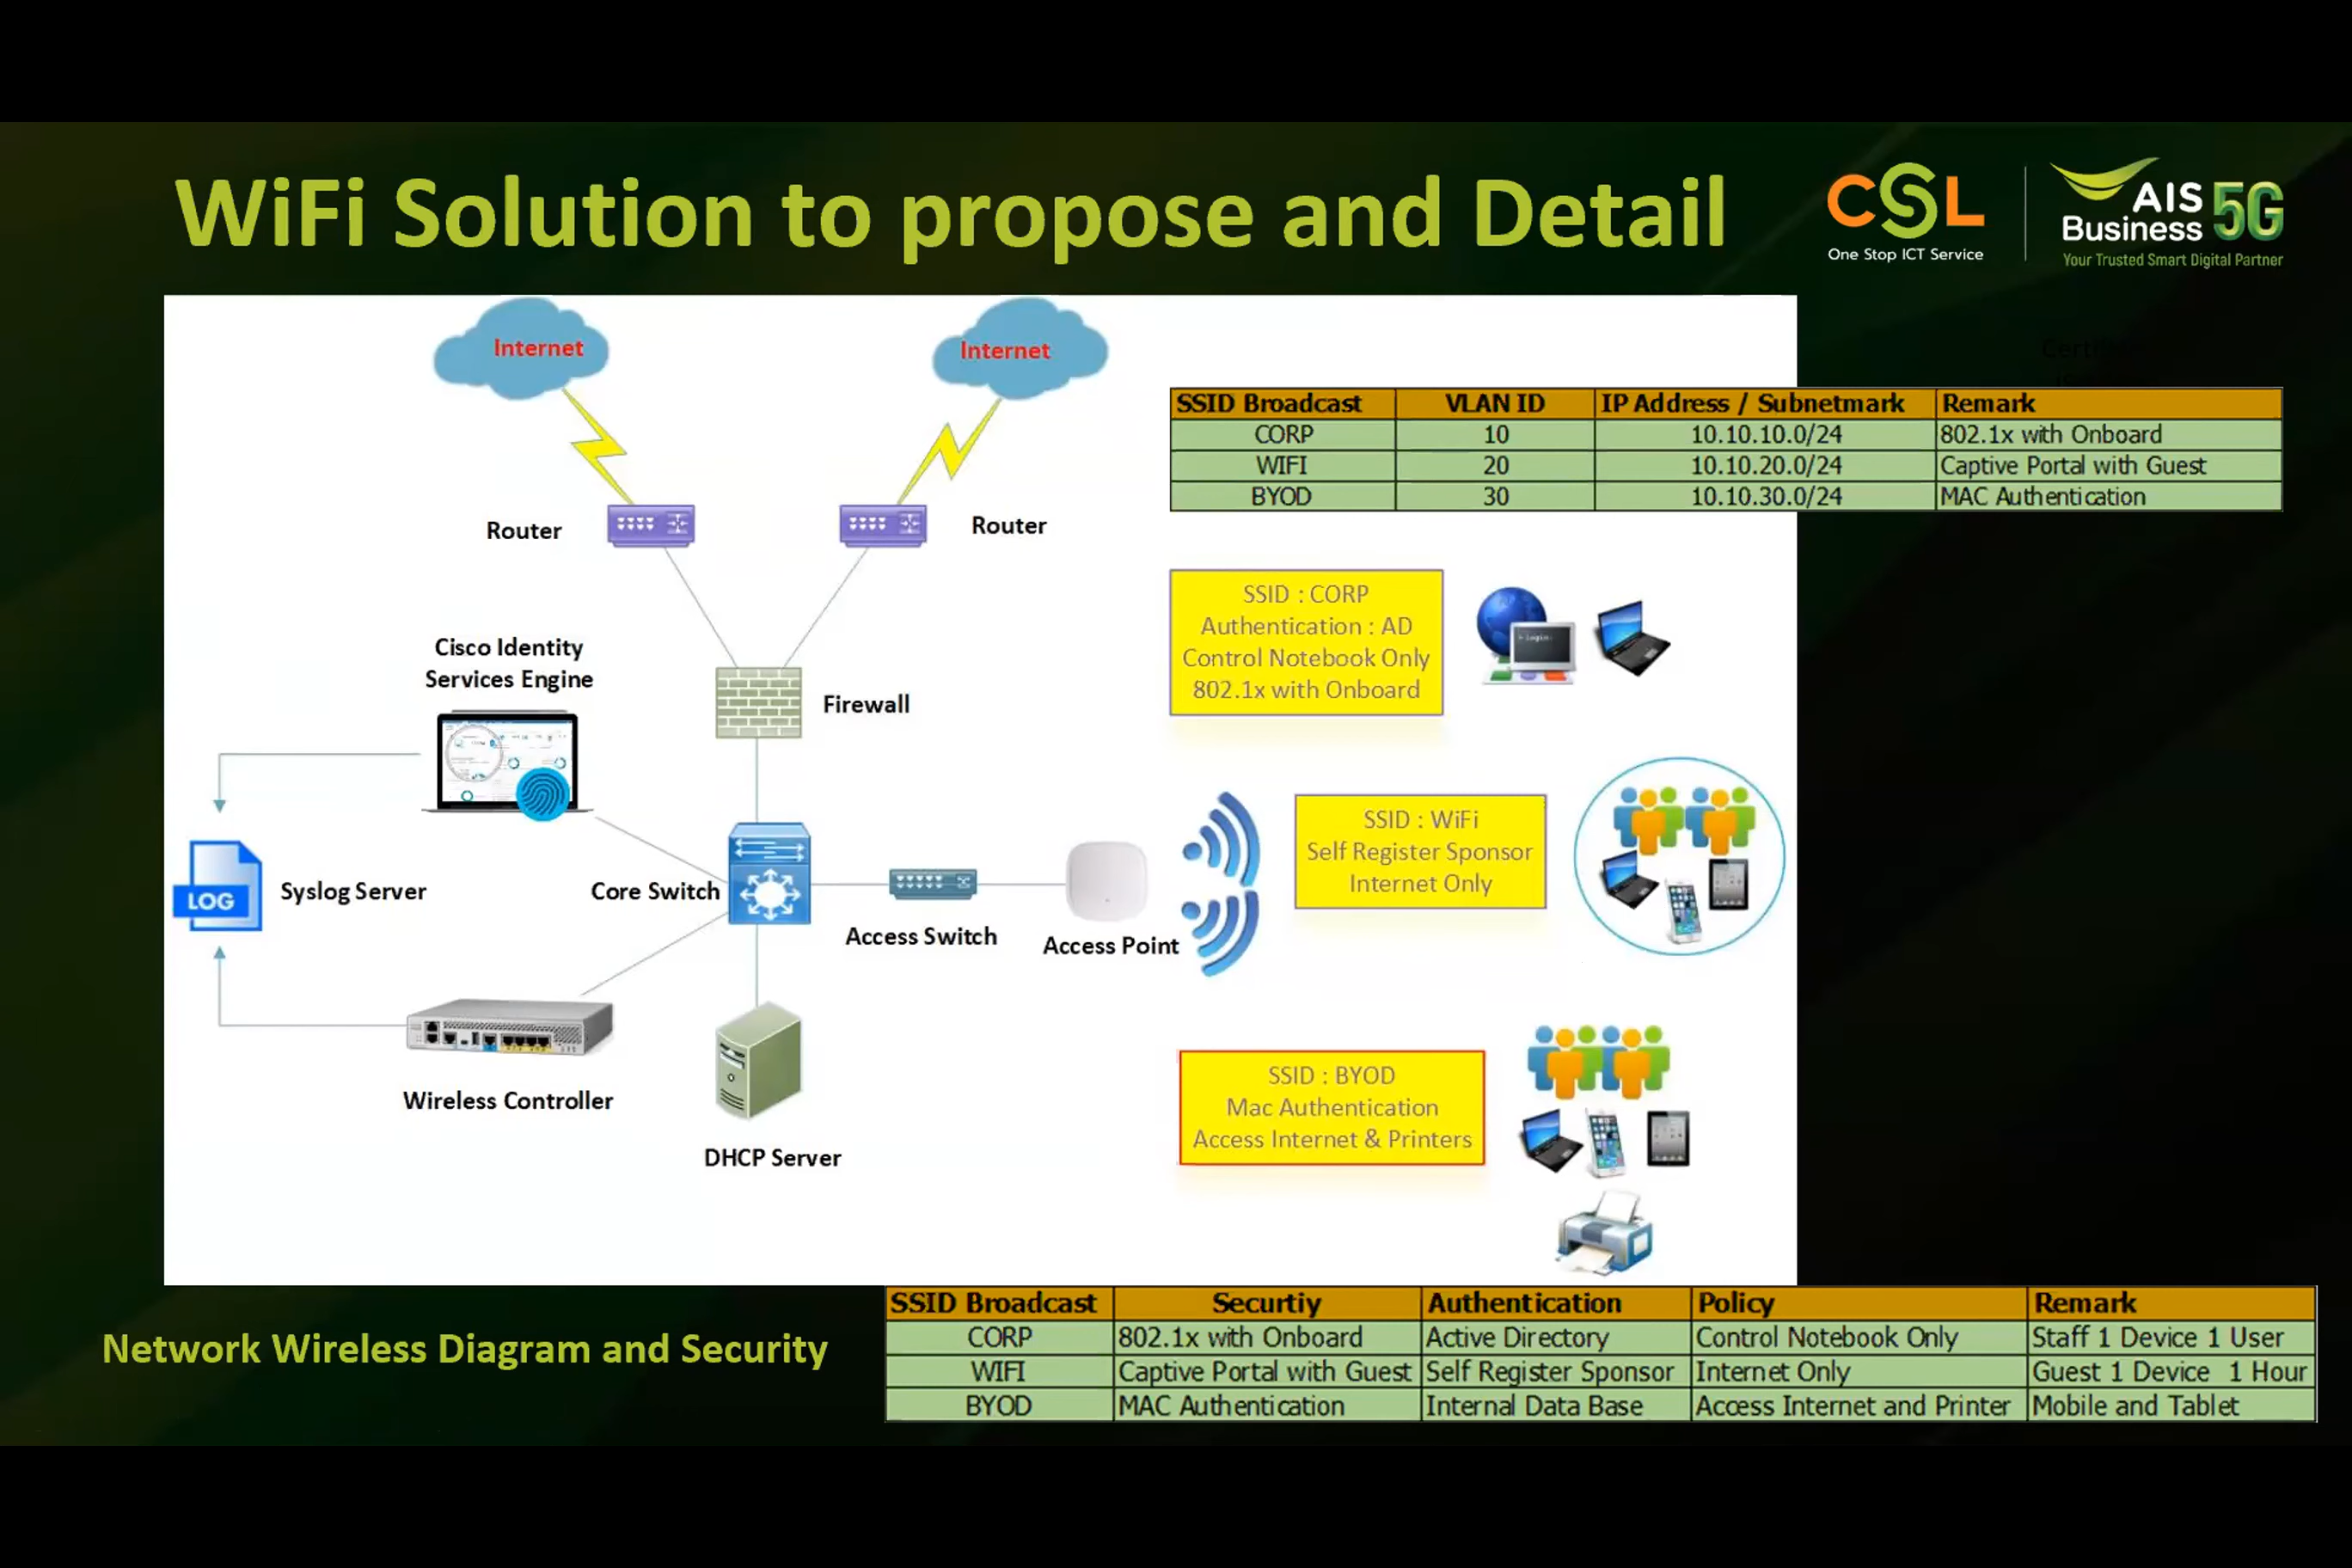 WiFi Solution to propose and Detail
CSL
One Stop ICT Service
AIS
Business 5G
Your Trusted Smart Digital Partner
Internet
Internet
Router
Router
SSID Broadcast VLAN ID IP Address / Subnetmark Remark
CORP 10 10.10.10.0/24 802.1x with Onboard
WIFI 20 10.10.20.0/24 Captive Portal with Guest
BYOD 30 10.10.30.0/24 MAC Authentication
SSID : CORP
Authentication : AD
Control Notebook Only
802.1x with Onboard
Cisco Identity
Services Engine
Firewall
LOG
Syslog Server
Core Switch
Access Switch
Access Point
SSID : WiFi
Self Register Sponsor
Internet Only
Wireless Controller
DHCP Server
SSID : BYOD
Mac Authentication
Access Internet & Printers
Network Wireless Diagram and Security
SSID Broadcast Securtiy Authentication Policy Remark
CORP 802.1x with Onboard Active Directory Control Notebook Only Staff 1 Device 1 User
WIFI Captive Portal with Guest Self Register Sponsor Internet Only Guest 1 Device 1 Hour
BYOD MAC Authentication Internal Data Base Access Internet and Printer Mobile and Tablet